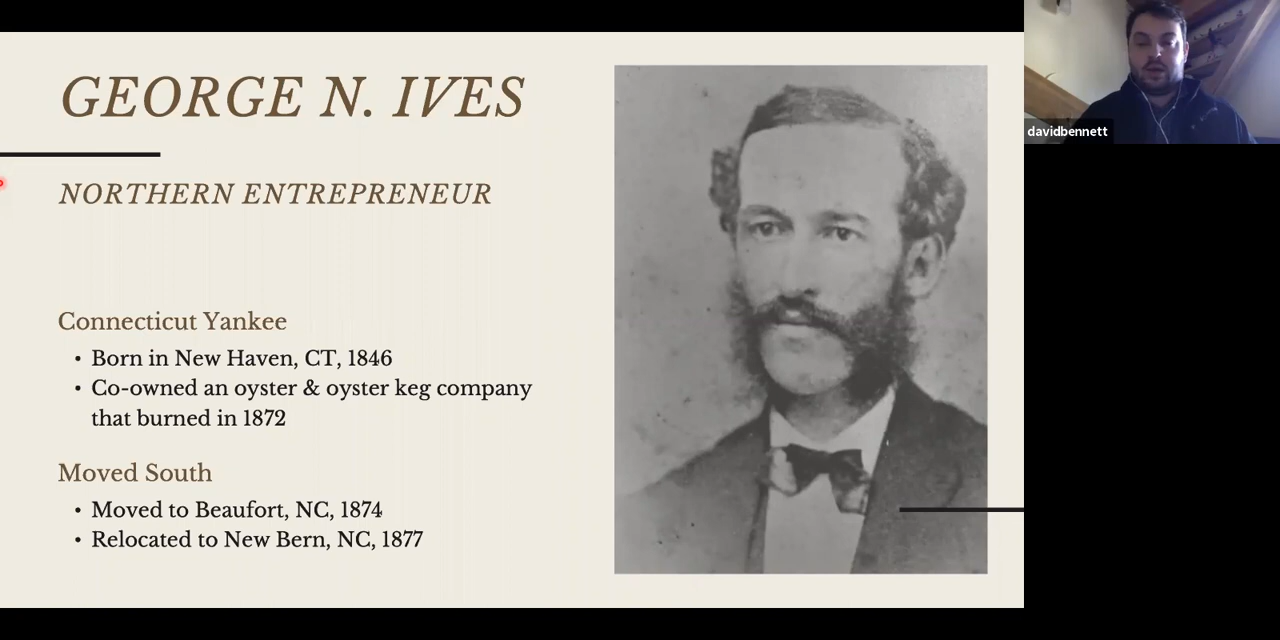 GEORGE N. IVES
NORTHERN ENTREPRENEUR
Connecticut Yankee
• Born in New Haven, CT, 1846
• Co-owned an oyster & oyster keg company
that burned in 1872
Moved South
• Moved to Beaufort, NC, 1874
• Relocated to New Bern, NC, 1877
davidbennett